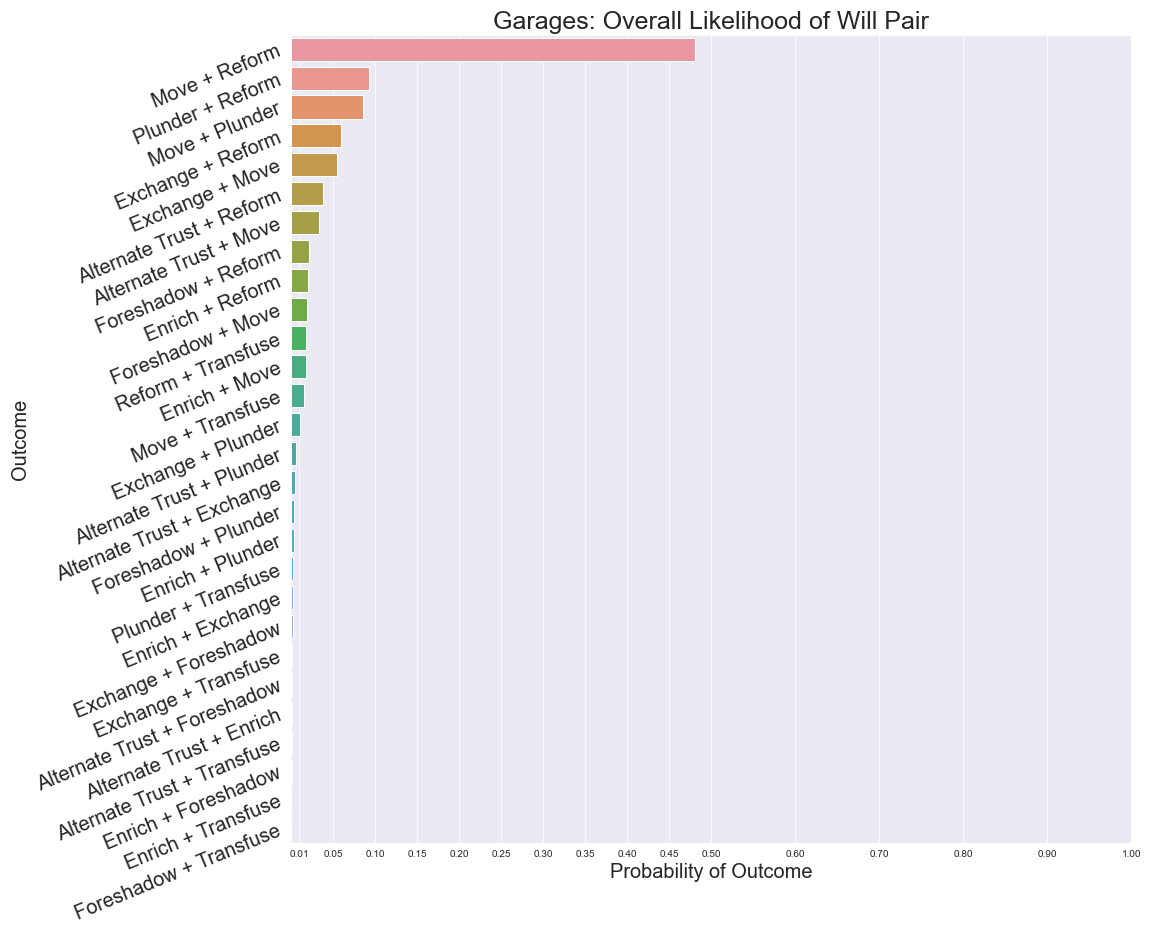 Garages: Overall Likelihood of Will Pair
Move + Reform
Plunder + Reform
Move + Plunder
Exchange + Reform
Exchange + Move
Alternate Trust + Reform
Alternate Trust + Move
Foreshadow + Reform
Enrich + Reform
Foreshadow + Move
Reform + Transfuse
Enrich + Move
Move + Transfuse
Exchange + Plunder
Alternate Trust + Plunder
Alternate Trust + Exchange
Foreshadow + Plunder
Enrich + Plunder
Plunder + Transfuse
Enrich + Exchange
Exchange + Foreshadow
Exchange + Transfuse
Alternate Trust + Foreshadow
Alternate Trust + Enrich
Alternate Trust + Transfuse
Enrich + Foreshadow
Enrich + Transfuse
Foreshadow + Transfuse
Outcome
0.01 0.05 0.10 0.15 0.20 0.25 0.30 0.35 0.40 0.45 0.50 0.60 0.70 0.80 0.90 1.00
Probability of Outcome